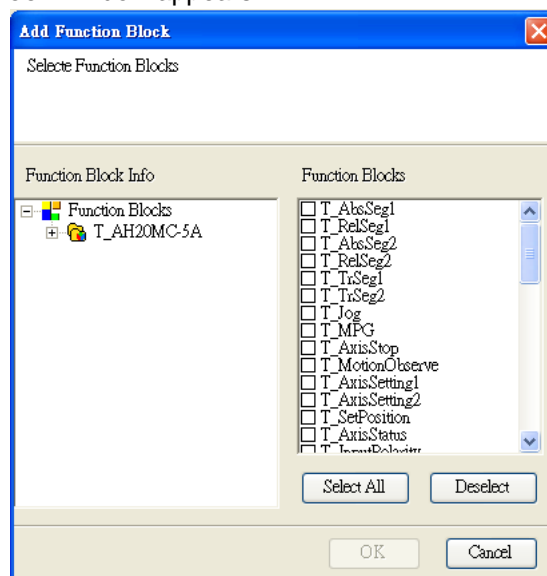 Add Function Block
Selecte Function Blocks
Function Block Info
Function Blocks
Function Blocks
T_AH20MC-5A
T_AbsSeg1
T_RelSeg1
T_AbsSeg2
T_RelSeg2
T_TrSeg1
T_TrSeg2
T_Jog
T_MPG
T_AxisStop
T_MotionObserve
T_AxisSetting1
T_AxisSetting2
T_SetPosition
T_AxisStatus
T_InputPolarity
Select All
Deselect
OK
Cancel